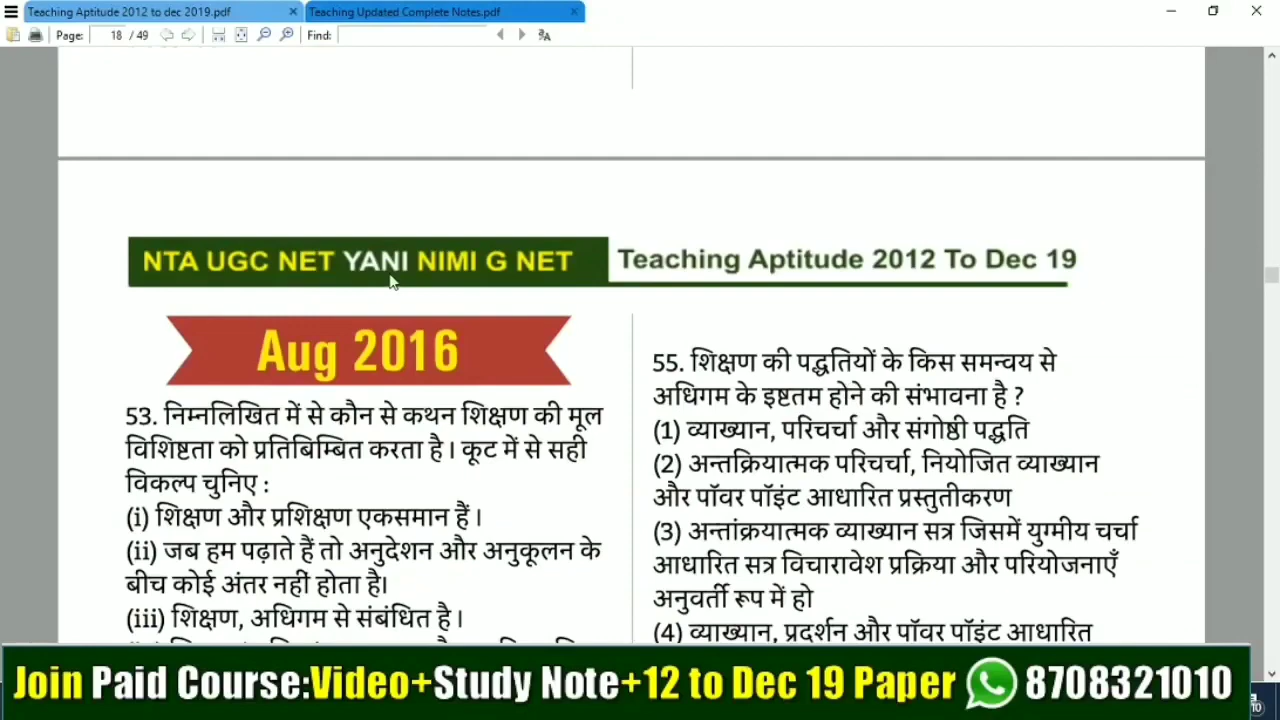 Teaching Aptitude 2012 to dec 2019.pdf
Teaching Updated Complete Notes.pdf
Page: 18 / 49 Find:
NTA UGC NET YANI NIMI G NET
Teaching Aptitude 2012 To Dec 19
Aug 2016
53. निम्नलिखित में से कौन से कथन शिक्षण की मूल
विशिष्टता को प्रतिबिम्बित करता है। कूट में से सही
विकल्प चुनिए :
(i) शिक्षण और प्रशिक्षण एकसमान हैं।
(ii) जब हम पढ़ाते हैं तो अनुदेशन और अनुकूलन के
बीच कोई अंतर नहीं होता है।
(iii) शिक्षण, अधिगम से संबंधित है।
55. शिक्षण की पद्धतियों के किस समन्वय से
अधिगम के इष्टतम होने की संभावना है ?
(1) व्याख्यान, परिचर्चा और संगोष्ठी पद्धति
(2) अन्तक्रियात्मक परिचर्चा, नियोजित व्याख्यान
और पॉवर पॉइंट आधारित प्रस्तुतीकरण
(3) अन्तांक्रयात्मक व्याख्यान सत्र जिसमें युग्मीय चर्चा
आधारित सत्र विचारावेश प्रक्रिया और परियोजनाएँ
अनुवर्ती रूप में हो
(4) व्याख्यान, प्रदर्शन और पॉवर पॉइंट आधारित
Join Paid Course:Video+Study Note+12 to Dec 19 Paper 8708321010